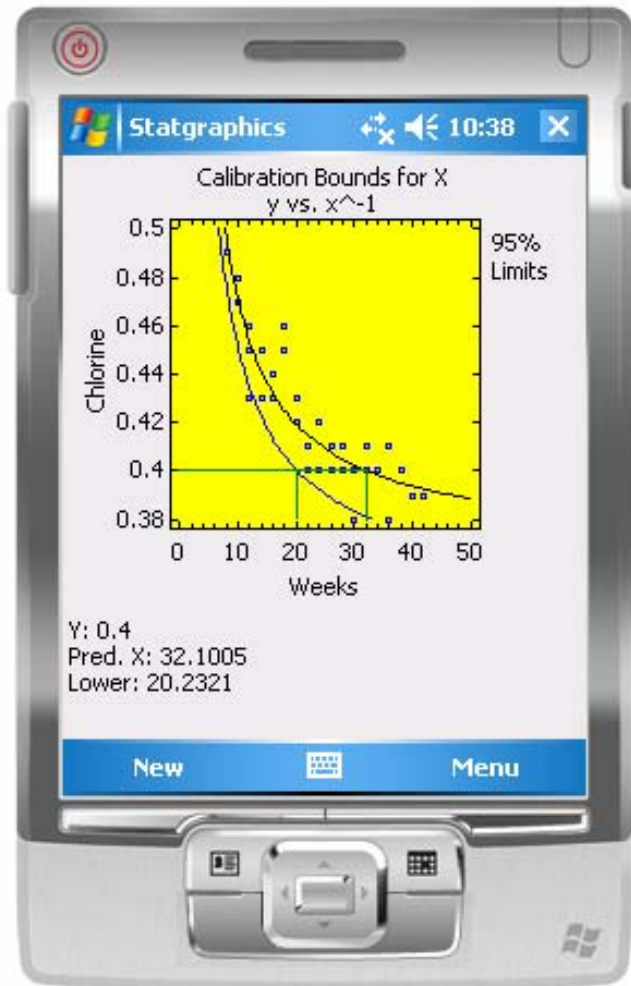 Statgraphics 10:38
Calibration Bounds for X
y vs. x^-1
95%
Limits
0.5
0.48
0.46
0.44
0.42
0.4
0.38
Chlorine
0 10 20 30 40 50
Weeks
Y: 0.4
Pred. X: 32.1005
Lower: 20.2321
New Menu